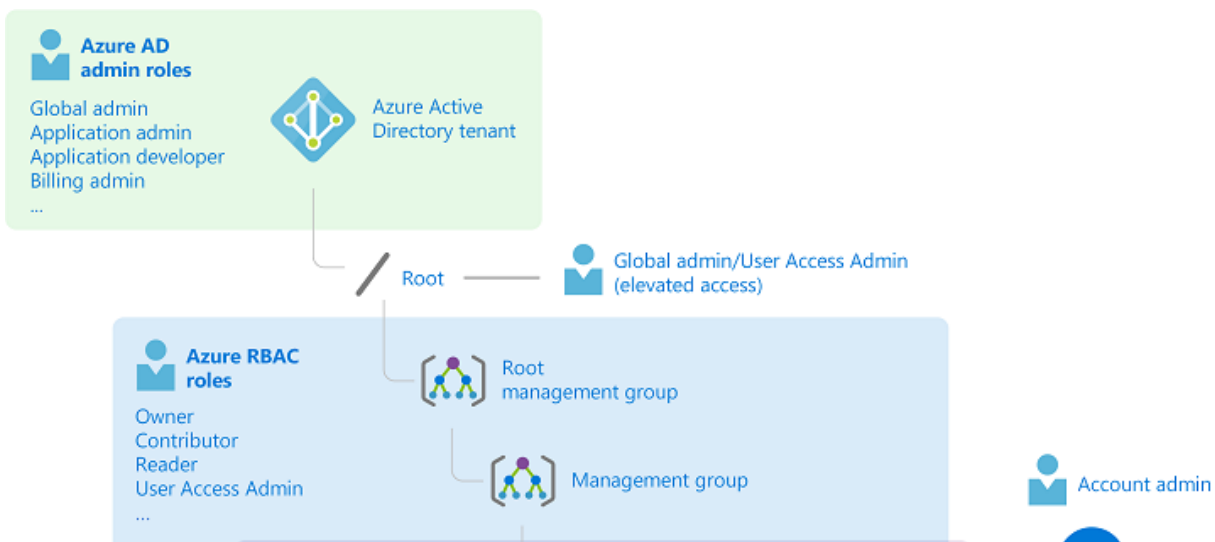 Azure AD
admin roles
Global admin
Application admin
Application developer
Billing admin
...
Azure Active
Directory tenant
Root
Global admin/User Access Admin
(elevated access)
Azure RBAC
roles
Owner
Contributor
Reader
User Access Admin
...
Root
management group
Management group
Account admin